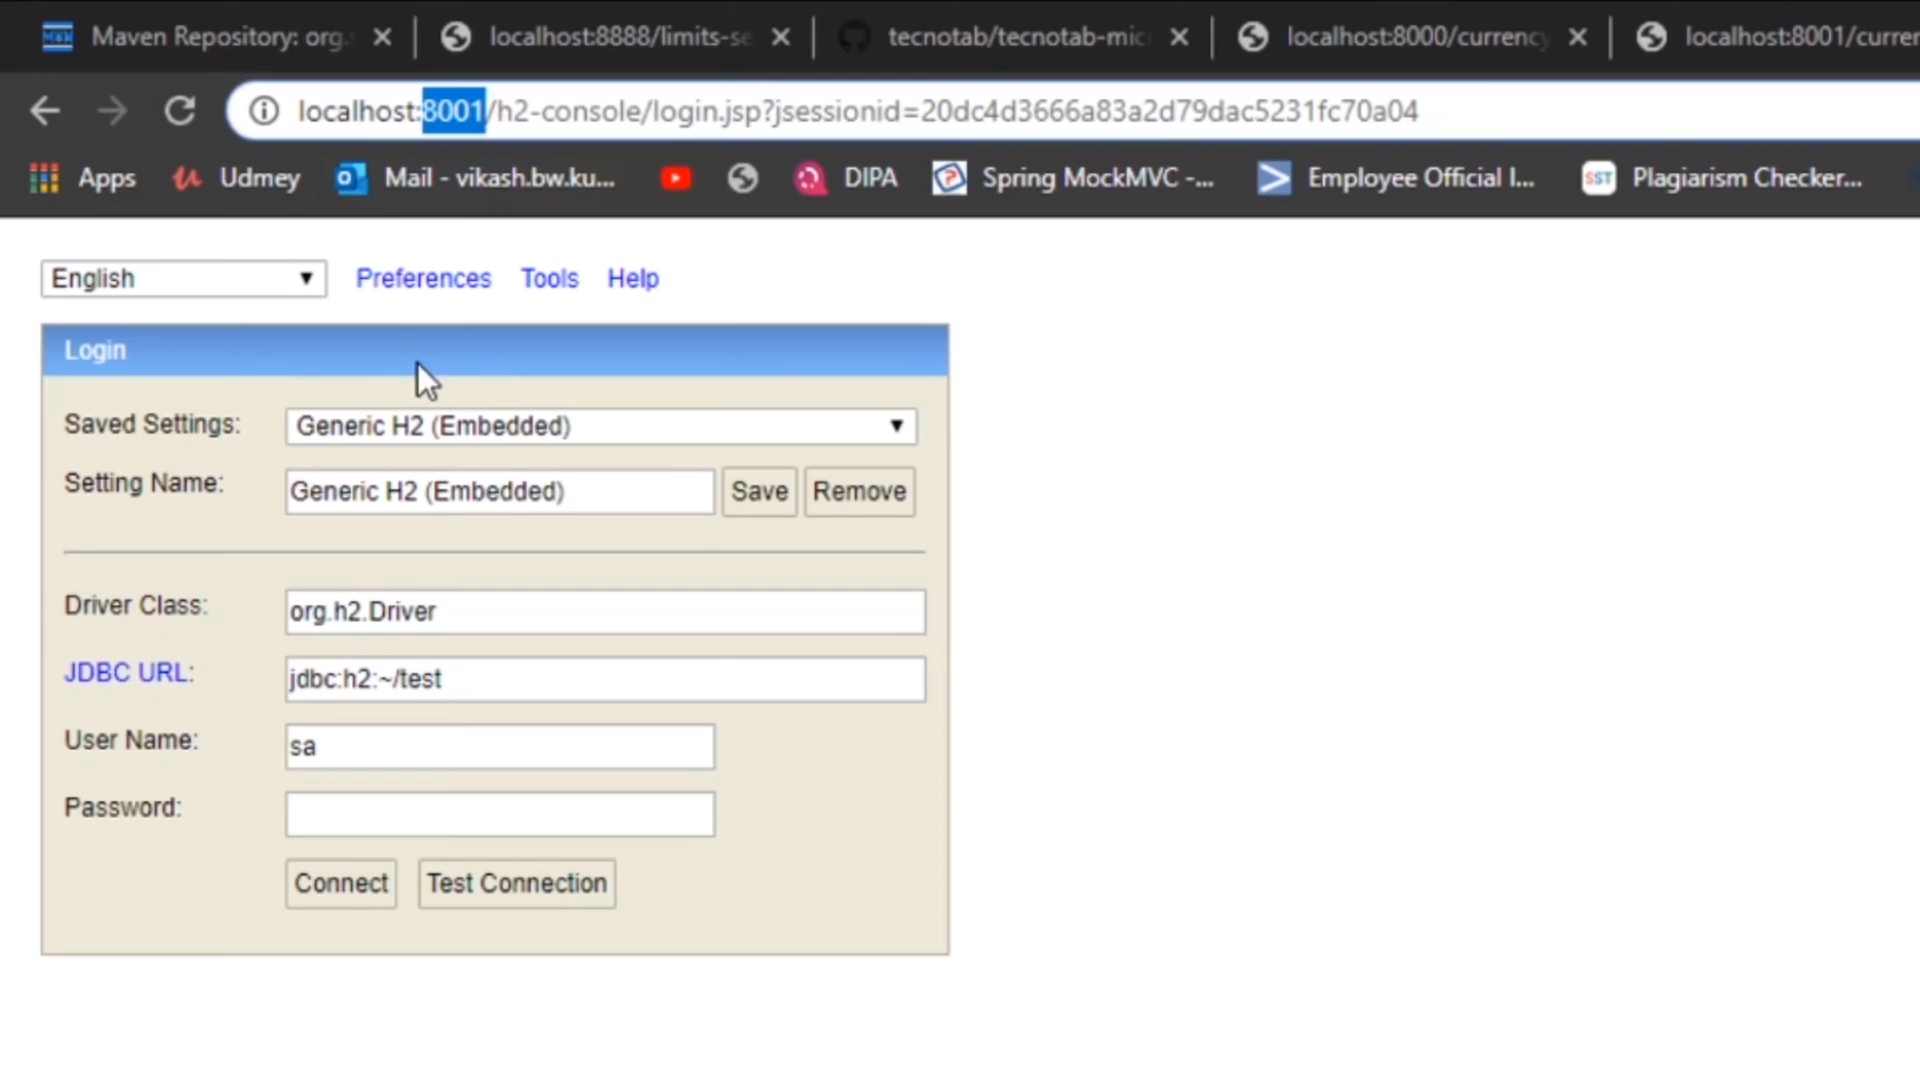 Maven Repository: org.
localhost:8888/limits-se
tecnotab/tecnotab-mic
localhost:8000/currency
localhost:8001/curren
localhost:8001/h2-console/login.jsp?jsessionid=20dc4d3666a83a2d79dac5231fc70a04
Apps
Udmey
Mail - vikash.bw.ku...
DIPA
Spring MockMVC -...
Employee Official I...
SST
Plagiarism Checker...
English
Preferences
Tools
Help
Login
Saved Settings:
Generic H2 (Embedded)
Setting Name:
Generic H2 (Embedded)
Save
Remove
Driver Class:
org.h2.Driver
JDBC URL:
jdbc:h2:~/test
User Name:
sa
Password:
Connect
Test Connection